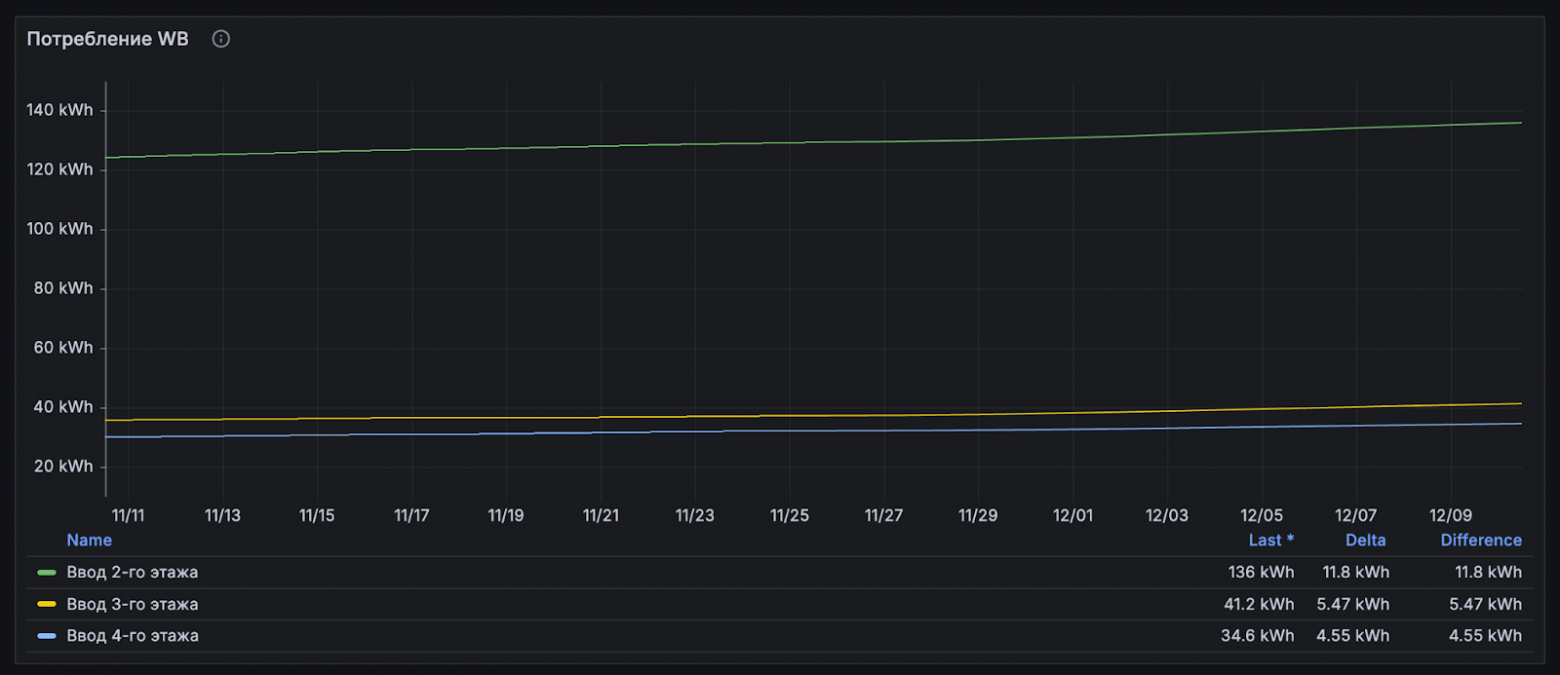 Потребление WB
140 kWh
120 kWh
100 kWh
80 kWh
60 kWh
40 kWh
20 kWh
11/11 11/13 11/15 11/17 11/19 11/21 11/23 11/25 11/27 11/29 12/01 12/03 12/05 12/07 12/09
Name Last * Delta Difference
Ввод 2-го этажа 136 kWh 11.8 kWh 11.8 kWh
Ввод 3-го этажа 41.2 kWh 5.47 kWh 5.47 kWh
Ввод 4-го этажа 34.6 kWh 4.55 kWh 4.55 kWh